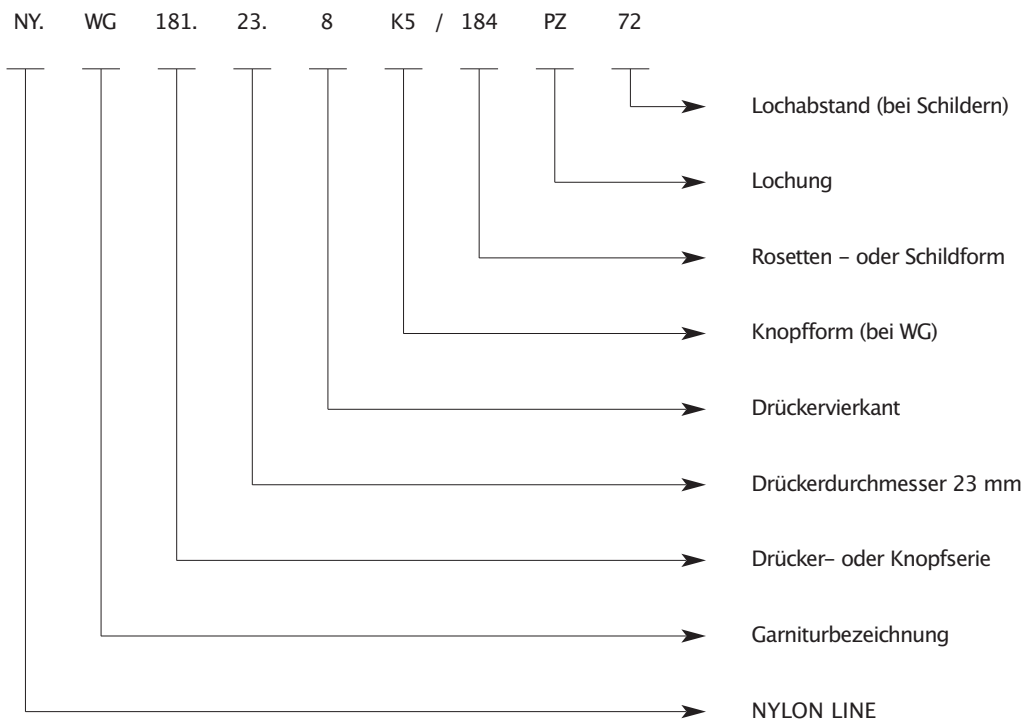 NY. WG 181. 23. 8 K5 / 184 PZ 72
Lochabstand (bei Schildern)
Lochung
Rosetten – oder Schildform
Knopfform (bei WG)
Drückervierkant
Drückerdurchmesser 23 mm
Drücker– oder Knopfserie
Garniturbezeichnung
NYLON LINE